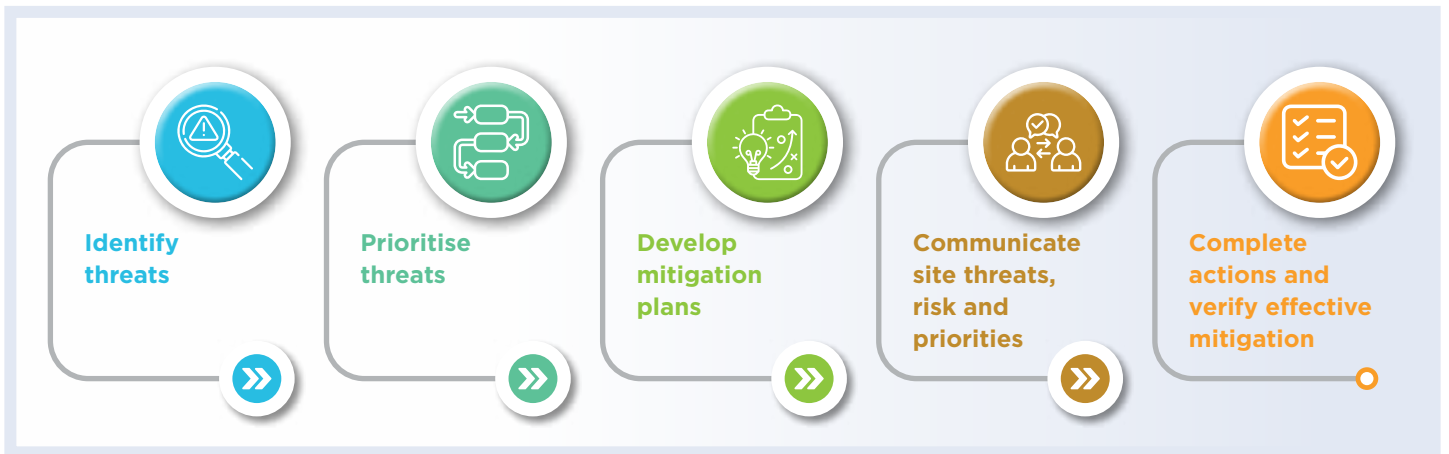 Identify
threats
Prioritise
threats
Develop
mitigation
plans
Communicate
site threats,
risk and
priorities
Complete
actions and
verify effective
mitigation